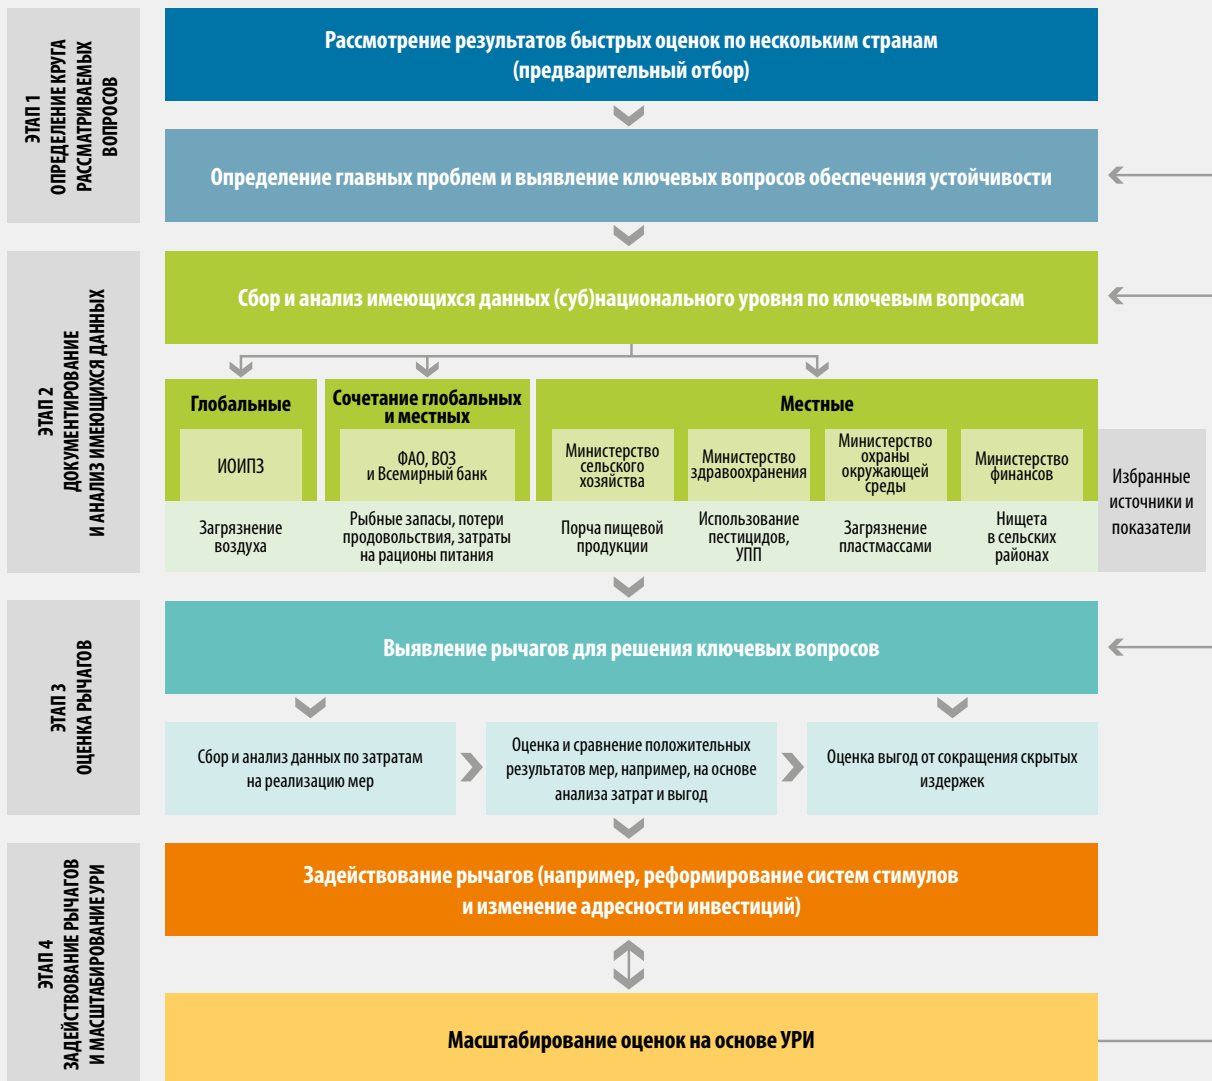 ЭТАП 1
ОПРЕДЕЛЕНИЕ КРУГА
РАССМАТРИВАЕМЫХ
ВОПРОСОВ
Рассмотрение результатов быстрых оценок по нескольким странам
(предварительный отбор)
Определение главных проблем и выявление ключевых вопросов обеспечения устойчивости
ЭТАП 2
ДОКУМЕНТИРОВАНИЕ
И АНАЛИЗ ИМЕЮЩИХСЯ ДАННЫХ
Сбор и анализ имеющихся данных (суб)национального уровня по ключевым вопросам
Глобальные
ИОИПЗ
Загрязнение
воздуха
Сочетание глобальных
и местных
ФАО, ВОЗ
и Всемирный банк
Рыбные запасы, потери
продовольствия, затраты
на рационы питания
Местные
Министерство
сельского
хозяйства
Порча пищевой
продукции
Министерство
здравоохранения
Использование
пестицидов,
УПП
Министерство
охраны
окружающей
среды
Загрязнение
пластмассами
Министерство
финансов
Нищета
в сельских
районах
Избранные
источники и
показатели
ЭТАП 3
ОЦЕНКА РЫЧАГОВ
Выявление рычагов для решения ключевых вопросов
Сбор и анализ данных по затратам
на реализацию мер
Оценка и сравнение положительных
результатов мер, например, на основе
анализа затрат и выгод
Оценка выгод от сокращения скрытых
издержек
ЭТАП 4
ЗАДЕЙСТВОВАНИЕ РЫЧАГОВ
И МАСШТАБИРОВАНИЕ УРИ
Задействование рычагов (например, реформирование систем стимулов
и изменение адресности инвестиций)
Масштабирование оценок на основе УРИ